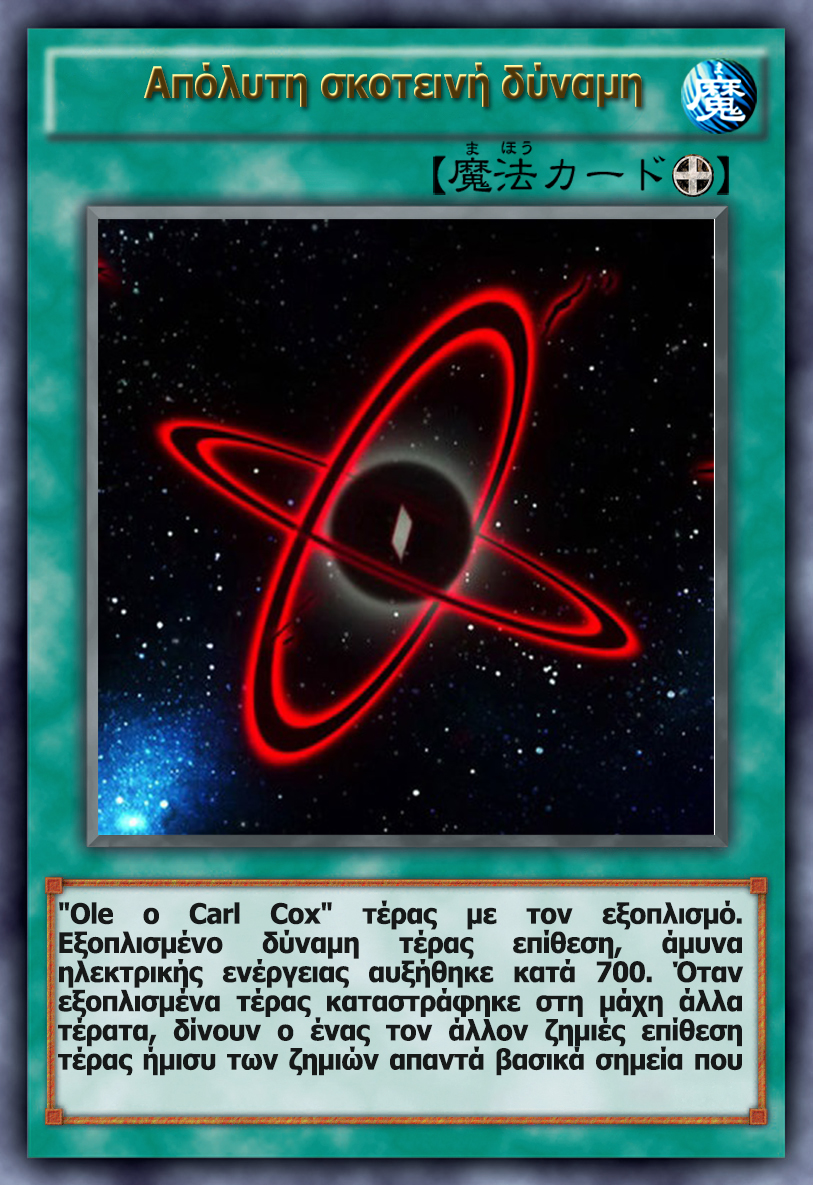 Απόλυτη σκοτεινή δύναμη
魔
ま ほう
【魔法カード】
"Ole ο Carl Cox" τέρας με τον εξοπλισμό.
Εξοπλισμένο δύναμη τέρας επίθεση, άμυνα
ηλεκτρικής ενέργειας αυξήθηκε κατά 700. Όταν
εξοπλισμένα τέρας καταστράφηκε στη μάχη άλλα
τέρατα, δίνουν ο ένας τον άλλον ζημιές επίθεση
τέρας ήμισυ των ζημιών απαντά βασικά σημεία που